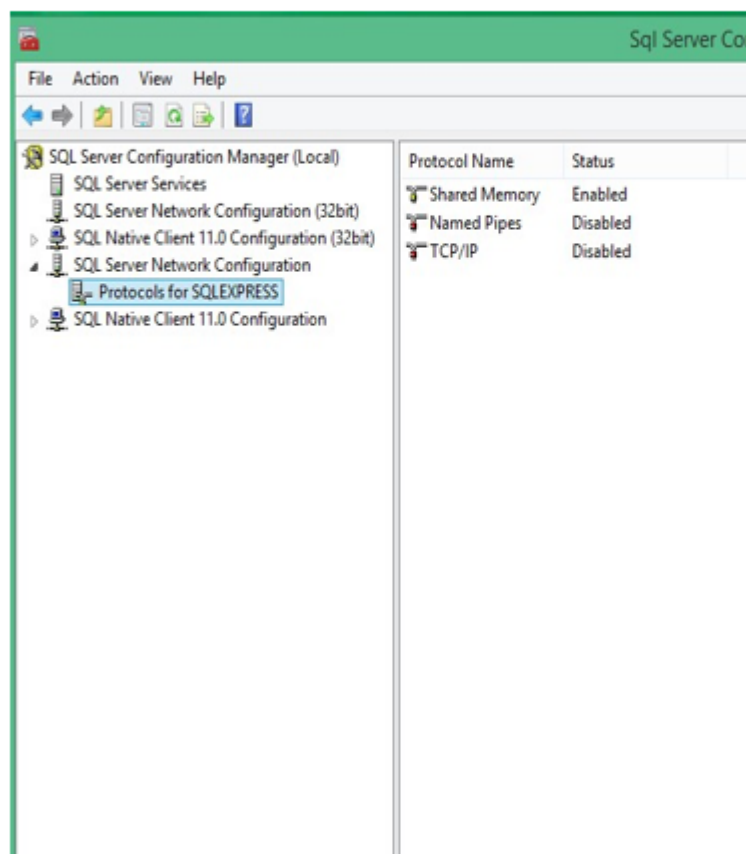 Sql Server Co
File Action View Help
SQL Server Configuration Manager (Local)
SQL Server Services
SQL Server Network Configuration (32bit)
SQL Native Client 11.0 Configuration (32bit)
SQL Server Network Configuration
Protocols for SQLEXPRESS
SQL Native Client 11.0 Configuration
Protocol Name Status
Shared Memory Enabled
Named Pipes Disabled
TCP/IP Disabled